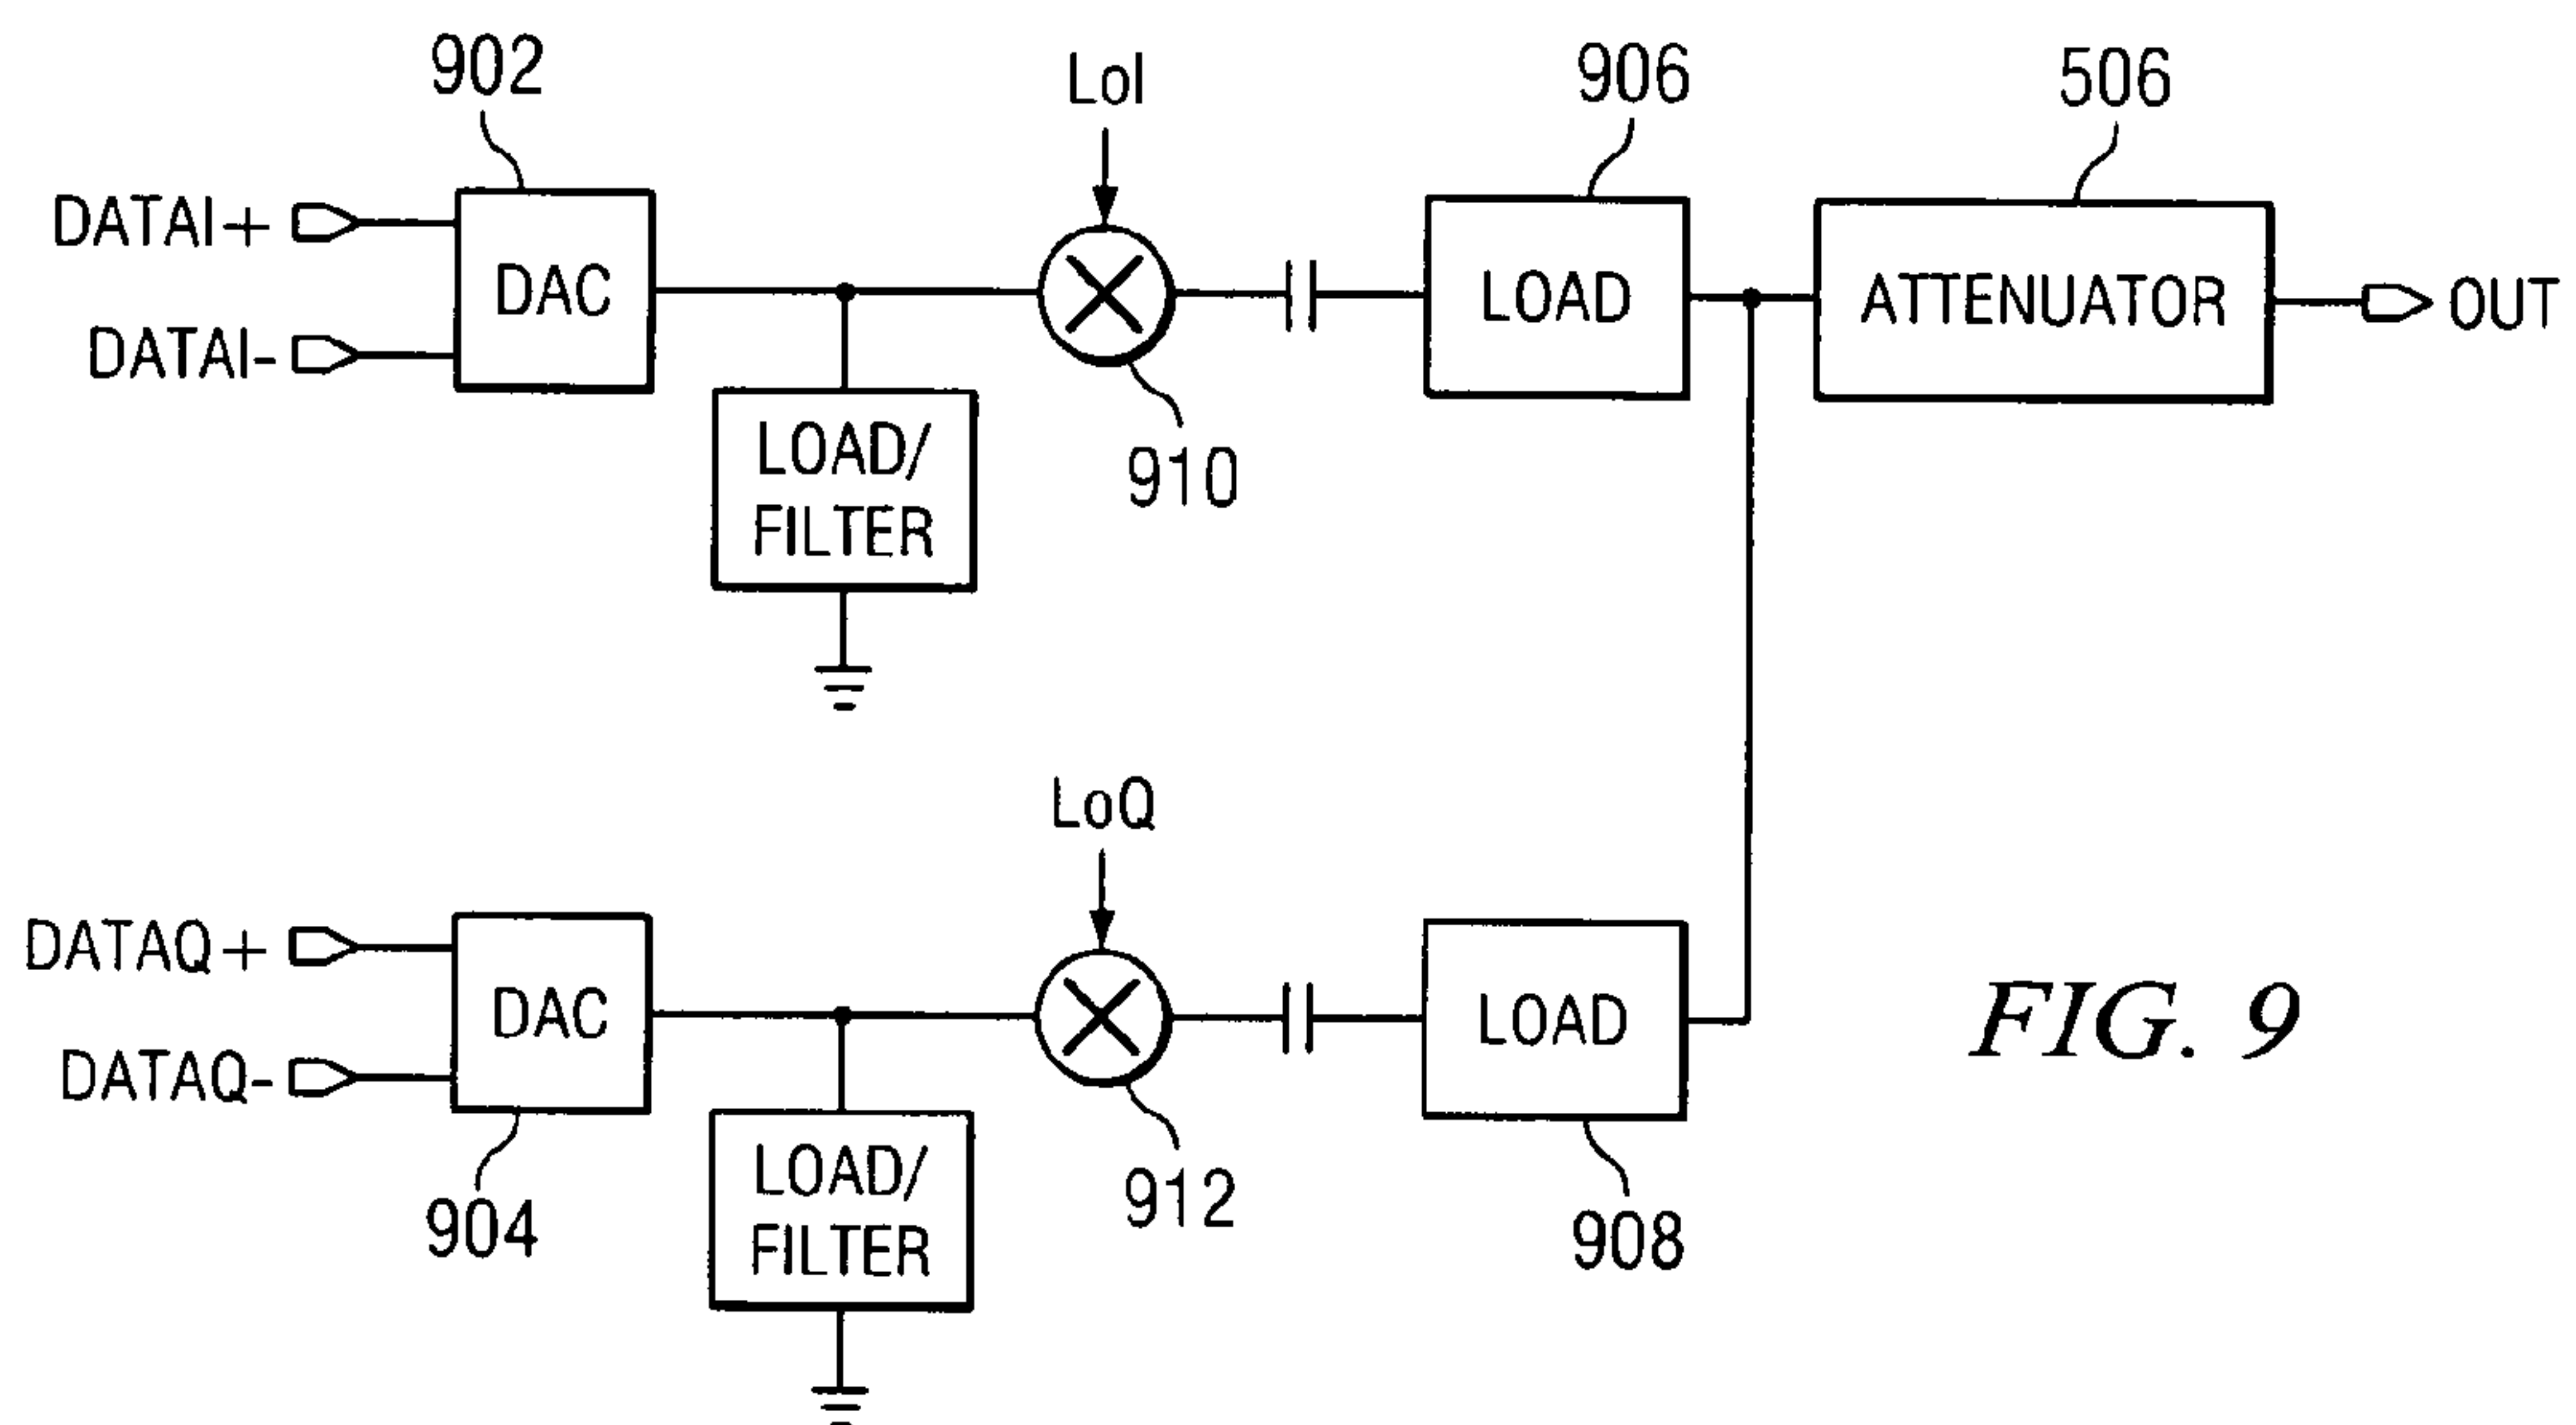 902
LoI
906
506
DATAI+
DATAI-
DAC
LOAD
ATTENUATOR
OUT
LOAD/
FILTER
910
LoQ
DATAQ+
DATAQ-
DAC
LOAD
FIG. 9
904
LOAD/
FILTER
912
908